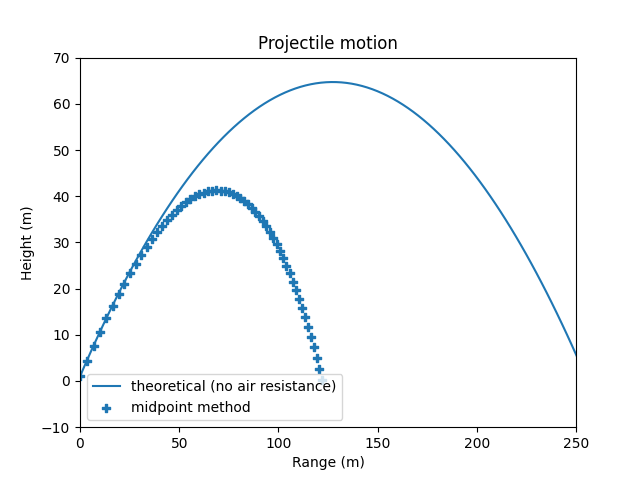 Projectile motion
Height (m)
70
60
50
40
30
20
10
0
−10
theoretical (no air resistance)
midpoint method
0 50 100 150 200 250
Range (m)